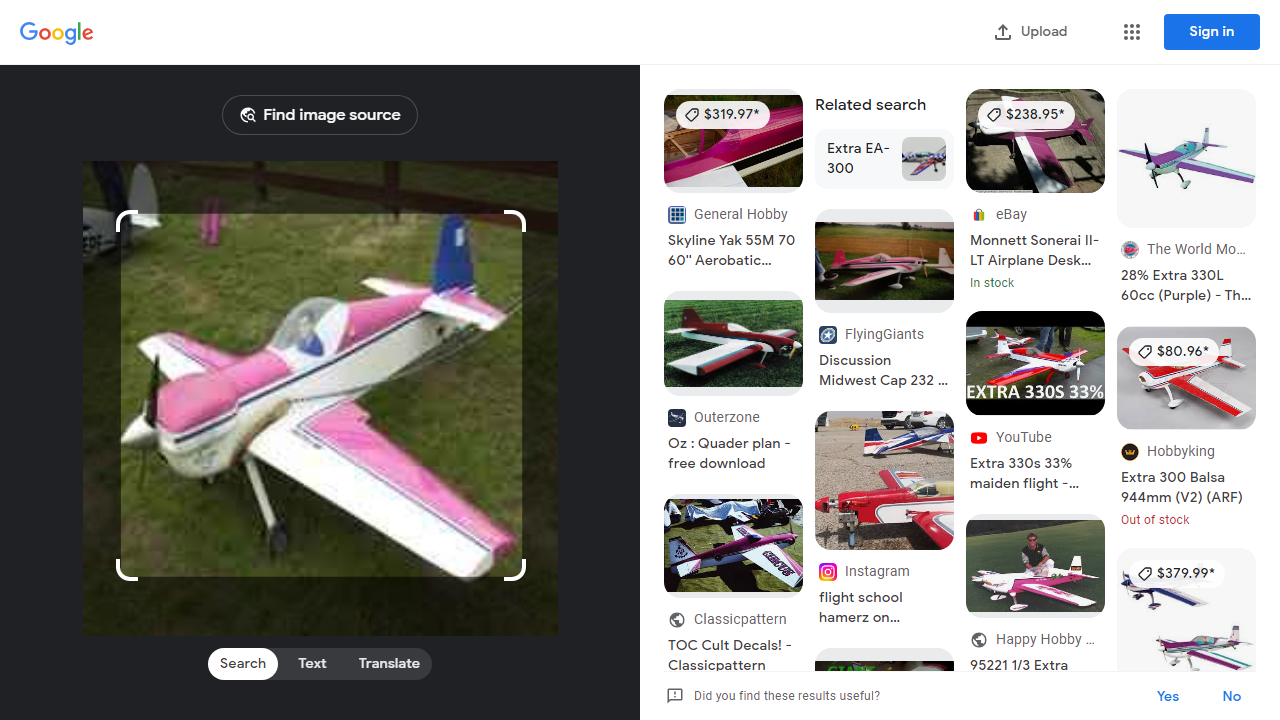 Google
Upload
Sign in
Find image source
Search
Text
Translate
$319.97*
General Hobby
Skyline Yak 55M 70
60" Aerobatic...
Outerzone
Oz : Quader plan -
free download
Classicpattern
TOC Cult Decals! -
Classicpattern
Related search
Extra EA-
300
FlyingGiants
Discussion
Midwest Cap 232 ...
Instagram
flight school
hamerz on...
$238.95*
eBay
Monnett Sonerai II-
LT Airplane Desk...
In stock
EXTRA 330S 33%
YouTube
Extra 330s 33%
maiden flight -...
Happy Hobby ...
95221 1/3 Extra
The World Mo...
28% Extra 330L
60cc (Purple) - Th...
$80.96*
Hobbyking
Extra 300 Balsa
944mm (V2) (ARF)
Out of stock
$379.99*
Did you find these results useful?
Yes
No